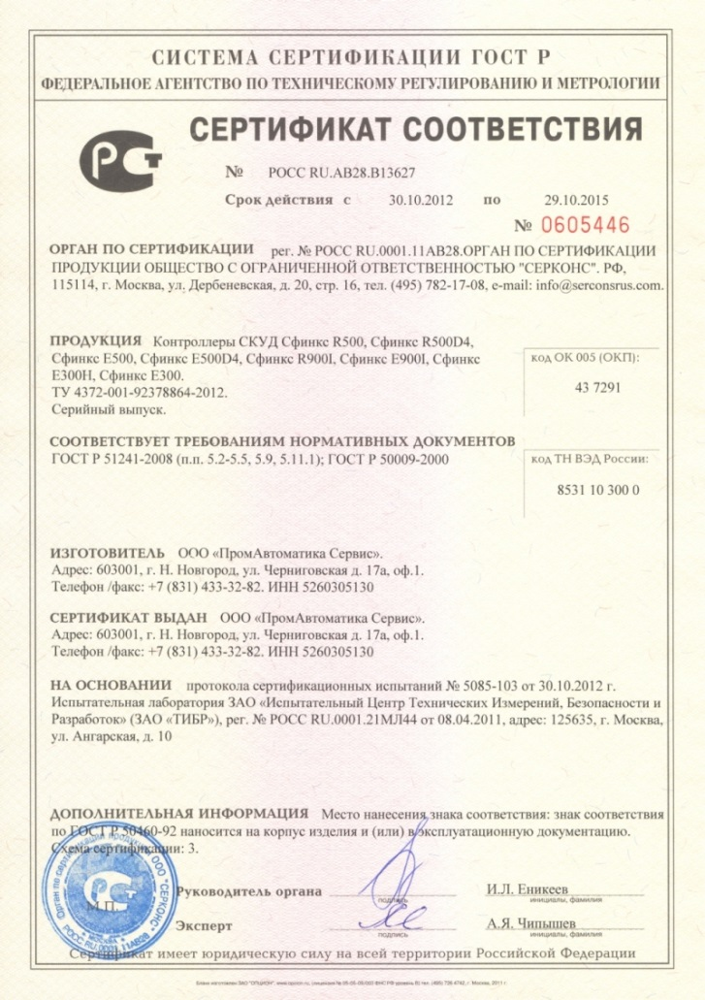 СИСТЕМА СЕРТИФИКАЦИИ ГОСТ Р
ФЕДЕРАЛЬНОЕ АГЕНТСТВО ПО ТЕХНИЧЕСКОМУ РЕГУЛИРОВАНИЮ И МЕТРОЛОГИИ
СЕРТИФИКАТ СООТВЕТСТВИЯ
№ РОСС RU.АВ28.В13627
Срок действия с 30.10.2012 по 29.10.2015
№ 0605446
ОРГАН ПО СЕРТИФИКАЦИИ рег. № РОСС RU.0001.11АВ28.ОРГАН ПО СЕРТИФИКАЦИИ
ПРОДУКЦИИ ОБЩЕСТВО С ОГРАНИЧЕННОЙ ОТВЕТСТВЕННОСТЬЮ "СЕРКОНС". РФ,
115114, г. Москва, ул. Дербеневская, д. 20, стр. 16, тел. (495) 782-17-08, e-mail: info@serconsrus.com.
ПРОДУКЦИЯ Контроллеры СКУД Сфинкс R500, Сфинкс R500D4,
Сфинкс E500, Сфинкс E500D4, Сфинкс R900I, Сфинкс E900I, Сфинкс
E300H, Сфинкс E300.
ТУ 4372-001-92378864-2012.
Серийный выпуск.
код ОК 005 (ОКП):
43 7291
СООТВЕТСТВУЕТ ТРЕБОВАНИЯМ НОРМАТИВНЫХ ДОКУМЕНТОВ
ГОСТ Р 51241-2008 (п.п. 5.2-5.5, 5.9, 5.11.1); ГОСТ Р 50009-2000
код ТН ВЭД России:
8531 10 300 0
ИЗГОТОВИТЕЛЬ ООО «ПромАвтоматика Сервис».
Адрес: 603001, г. Н. Новгород, ул. Черниговская д. 17а, оф.1.
Телефон /факс: +7 (831) 433-32-82. ИНН 5260305130
СЕРТИФИКАТ ВЫДАН ООО «ПромАвтоматика Сервис».
Адрес: 603001, г. Н. Новгород, ул. Черниговская д. 17а, оф.1.
Телефон /факс: +7 (831) 433-32-82. ИНН 5260305130
НА ОСНОВАНИИ протокола сертификационных испытаний № 5085-103 от 30.10.2012 г.
Испытательная лаборатория ЗАО «Испытательный Центр Технических Измерений, Безопасности и
Разработок» (ЗАО «ТИБР»), рег. № РОСС RU.0001.21МЛ44 от 08.04.2011, адрес: 125635, г. Москва,
ул. Ангарская, д. 10
ДОПОЛНИТЕЛЬНАЯ ИНФОРМАЦИЯ Место нанесения знака соответствия: знак соответствия
по ГОСТ Р 50460-92 наносится на корпус изделия и (или) в эксплуатационную документацию.
Схема сертификации: 3.
Руководитель органа
подпись
И.Л. Еникеев
инициалы, фамилия
М.П.
Эксперт
подпись
А.Я. Чипышев
инициалы, фамилия
Орган по сертификации продукции ООО "СЕРКОНС"
РОСС RU.0001.11АВ28
МОСКВА
Сертификат имеет юридическую силу на всей территории Российской Федерации